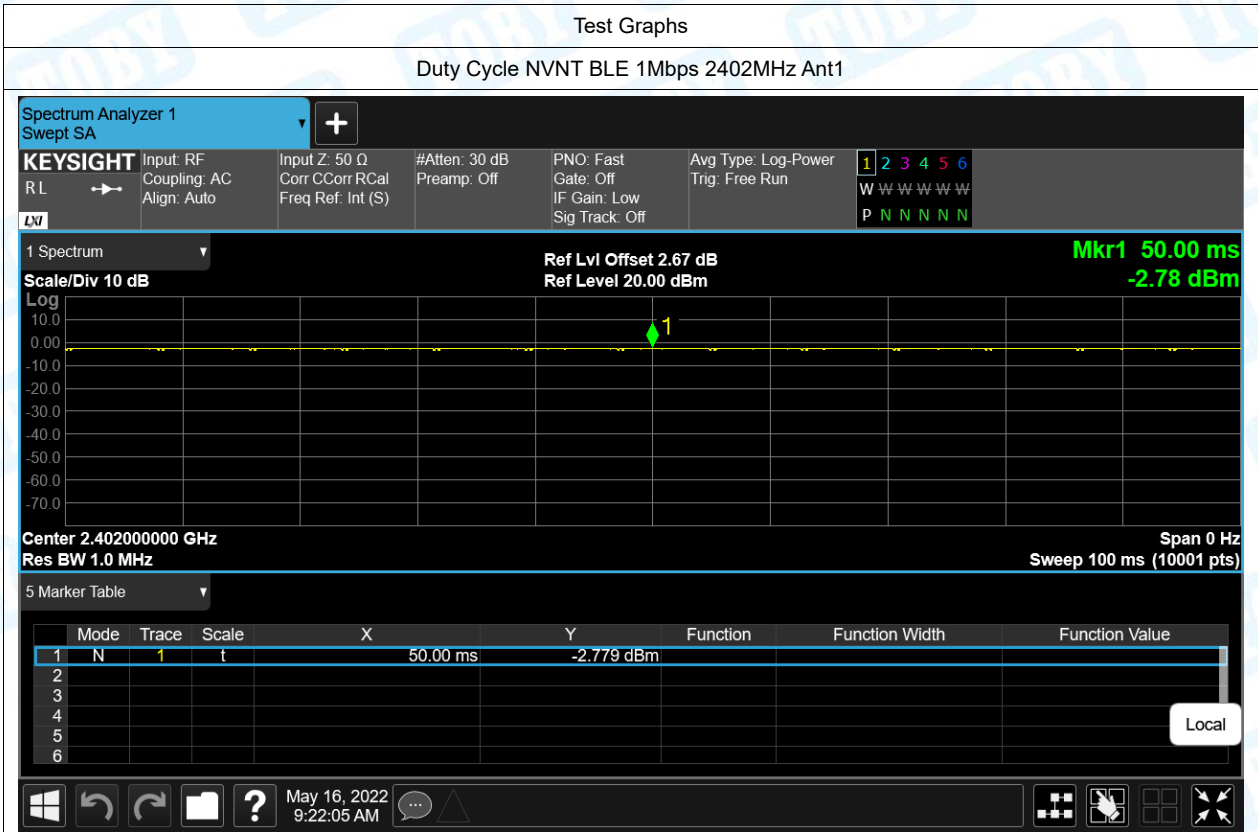 Test Graphs
Duty Cycle NVNT BLE 1Mbps 2402MHz Ant1
Spectrum Analyzer 1
Swept SA
KEYSIGHT
R L
LXI
Input: RF
Coupling: AC
Align: Auto
Input Z: 50 Ω
Corr CCorr RCal
Freq Ref: Int (S)
#Atten: 30 dB
Preamp: Off
PNO: Fast
Gate: Off
IF Gain: Low
Sig Track: Off
Avg Type: Log-Power
Trig: Free Run
1 2 3 4 5 6
W W W W W W
P N N N N N
1 Spectrum
Scale/Div 10 dB
Ref Lvl Offset 2.67 dB
Ref Level 20.00 dBm
Mkr1 50.00 ms
-2.78 dBm
Log
10.0
0.00
-10.0
-20.0
-30.0
-40.0
-50.0
-60.0
-70.0
1
Center 2.402000000 GHz
Res BW 1.0 MHz
Span 0 Hz
Sweep 100 ms (10001 pts)
5 Marker Table
Mode Trace Scale X Y Function Function Width Function Value
1 N 1 t 50.00 ms -2.779 dBm
2
3
4
5
6
Local
?
May 16, 2022
9:22:05 AM
TOBY